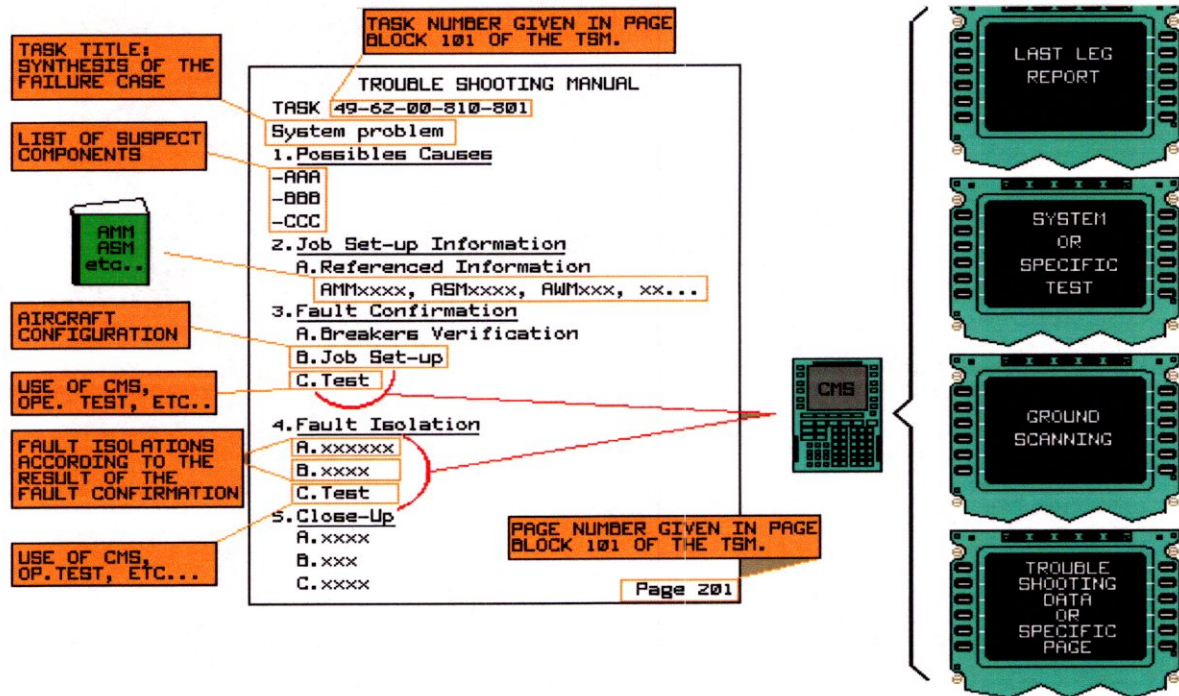 TASK NUMBER GIVEN IN PAGE
BLOCK 101 OF THE TSM.
TASK TITLE:
SYNTHESIS OF THE
FAILURE CASE
LIST OF SUSPECT
COMPONENTS
AMM
ASM
etc..
AIRCRAFT
CONFIGURATION
USE OF CMS,
OPE. TEST, ETC..
FAULT ISOLATIONS
ACCORDING TO THE
RESULT OF THE
FAULT CONFIRMATION
USE OF CMS,
OP.TEST, ETC...
TROUBLE SHOOTING MANUAL
TASK 49-62-00-810-801
System problem
1.Possibles Causes
-AAA
-BBB
-CCC
2.Job Set-up Information
A.Referenced Information
AMMxxxx, ASMxxxx, AWMxxx, xx...
3.Fault Confirmation
A.Breakers Verification
B.Job Set-up
C.Test
4.Fault Isolation
A.xxxxxx
B.xxxx
C.Test
5.Close-Up
A.xxxx
B.xxx
C.xxxx
PAGE NUMBER GIVEN IN PAGE
BLOCK 101 OF THE TSM.
Page 201
CMS
LAST LEG
REPORT
SYSTEM
OR
SPECIFIC
TEST
GROUND
SCANNING
TROUBLE
SHOOTING
DATA
OR
SPECIFIC
PAGE